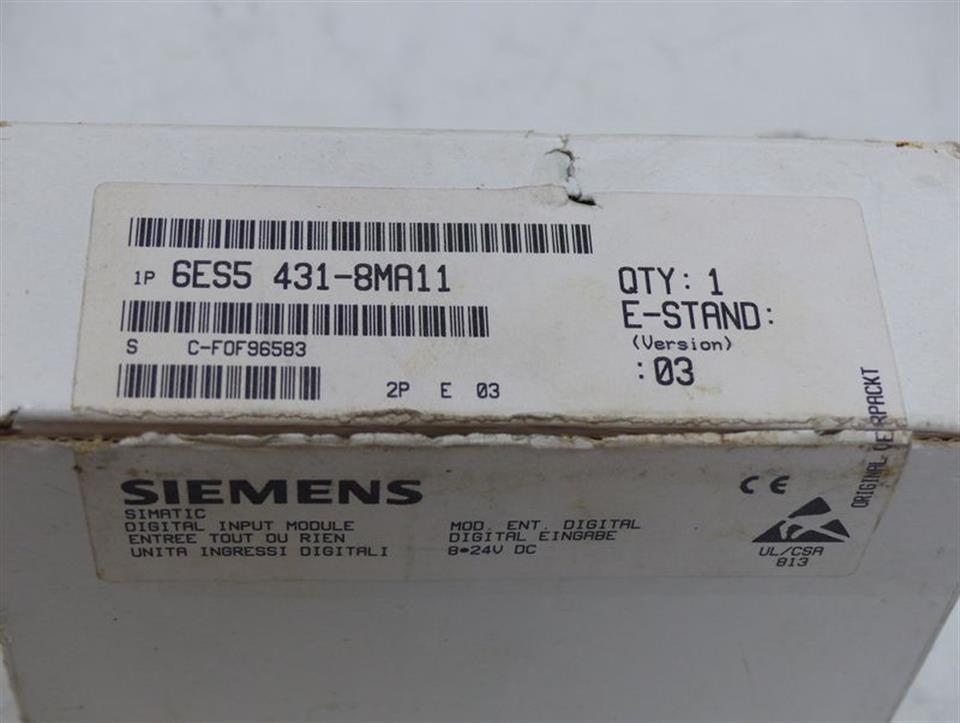 1P 6ES5 431-8MA11
S C-FOF96583
2P E 03
QTY: 1
E-STAND:
(Version)
:03
ORIGINAL VERPACKT
SIEMENS
SIMATIC
DIGITAL INPUT MODULE
ENTREE TOUT OU RIEN
UNITA INGRESSI DIGITALI
MOD. ENT. DIGITAL
DIGITAL EINGABE
8*24V DC
CE
UL/CSA
813